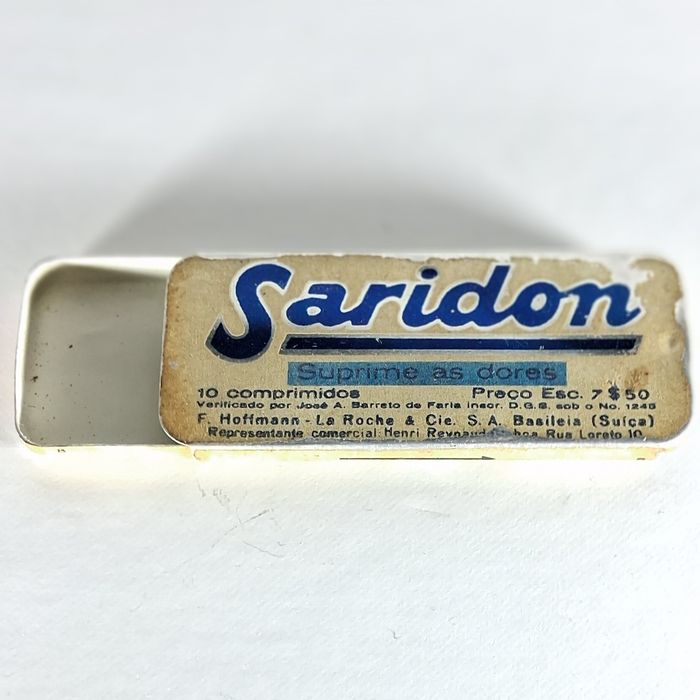 Saridon
Suprime as dores
10 comprimidos Preço Esc. 7$50
Verificado por José A. Barreto de Faria inscr. D.G.S. sob o No. 1245
F. Hoffmann - La Roche & Cie. S.A. Basileia (Suíça)
Representante comercial: Henri Reynaud Rua Loreto 10